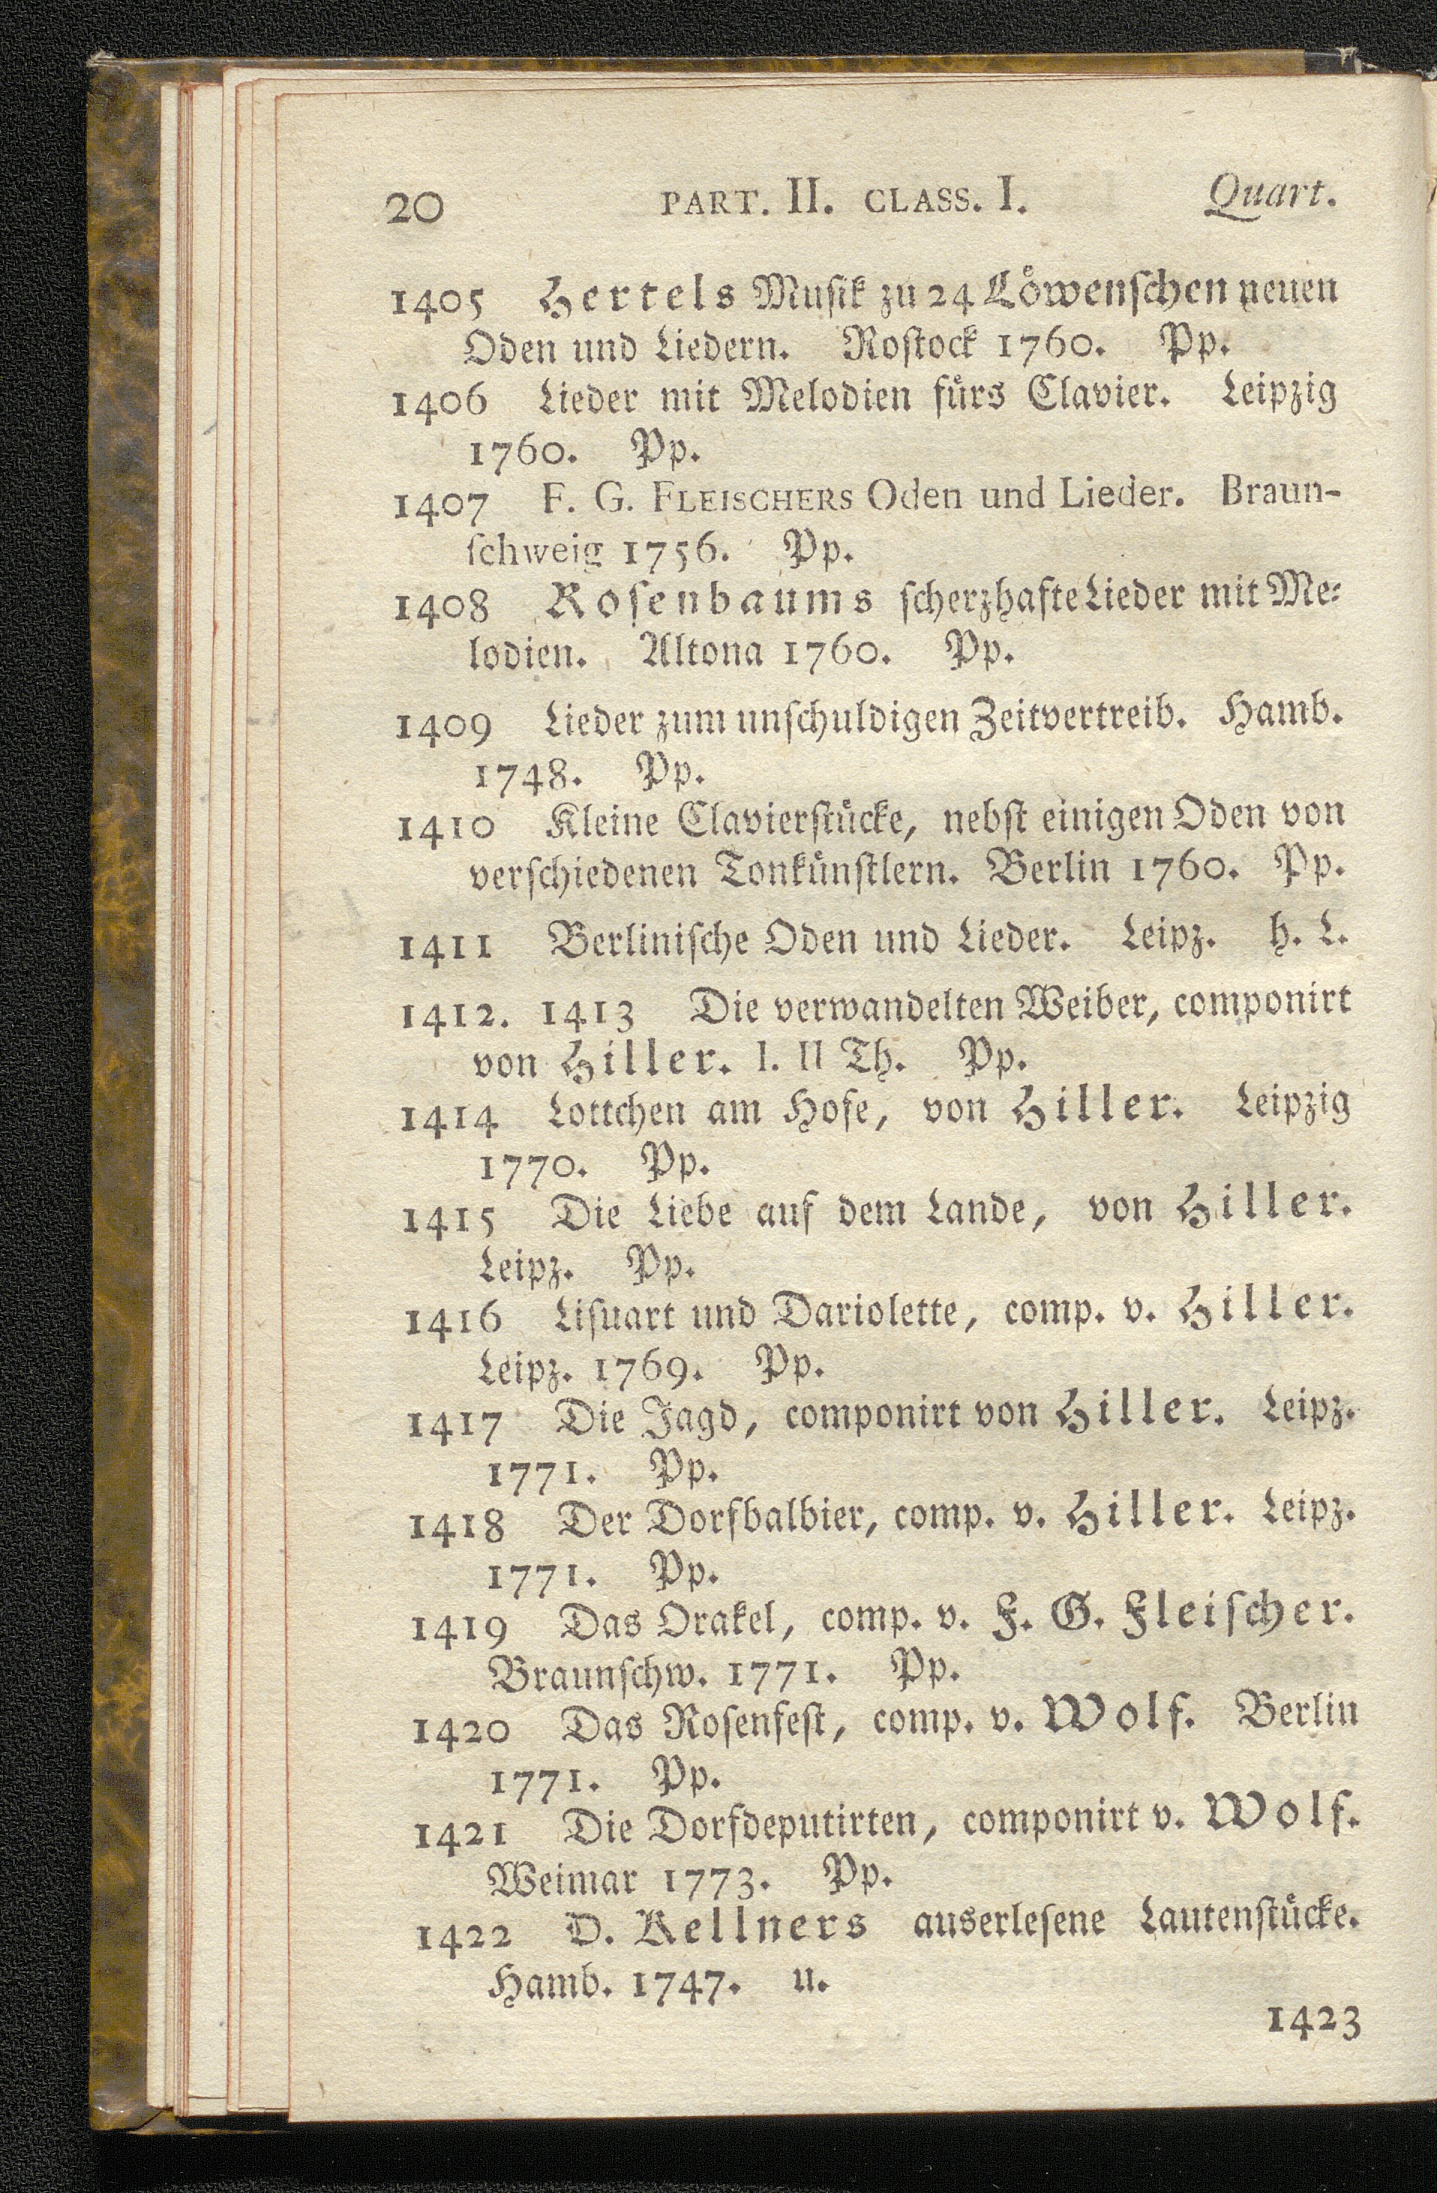 20 PART. II. CLASS. I. Quart.
1405 Hertels Muſik zu 24 Löwenſchen neuen
Oden und Liedern. Roſtock 1760. Pp.
1406 Lieder mit Melodien fürs Clavier. Leipzig
1760. Pp.
1407 F. G. FLEISCHERS Oden und Lieder. Braun-
ſchweig 1756. Pp.
1408 Roſenbaums ſcherzhafte Lieder mit Me-
lodien. Altona 1760. Pp.
1409 Lieder zum unſchuldigen Zeitvertreib. Hamb.
1748. Pp.
1410 Kleine Clavierſtücke, nebſt einigen Oden von
verſchiedenen Tonkünſtlern. Berlin 1760. Pp.
1411 Berliniſche Oden und Lieder. Leipz. h. L.
1412. 1413 Die verwandelten Weiber, componirt
von Hiller. I. II Th. Pp.
1414 Lottchen am Hofe, von Hiller. Leipzig
1770. Pp.
1415 Die Liebe auf dem Lande, von Hiller.
Leipz. Pp.
1416 Liſuart und Dariolette, comp. v. Hiller.
Leipz. 1769. Pp.
1417 Die Jagd, componirt von Hiller. Leipz.
1771. Pp.
1418 Der Dorfbalbier, comp. v. Hiller. Leipz.
1771. Pp.
1419 Das Orakel, comp. v. F. G. Fleiſcher.
Braunſchw. 1771. Pp.
1420 Das Roſenfeſt, comp. v. Wolf. Berlin
1771. Pp.
1421 Die Dorfdeputirten, componirt v. Wolf.
Weimar 1773. Pp.
1422 D. Kellners auserleſene Lautenſtücke.
Hamb. 1747. u.
1423